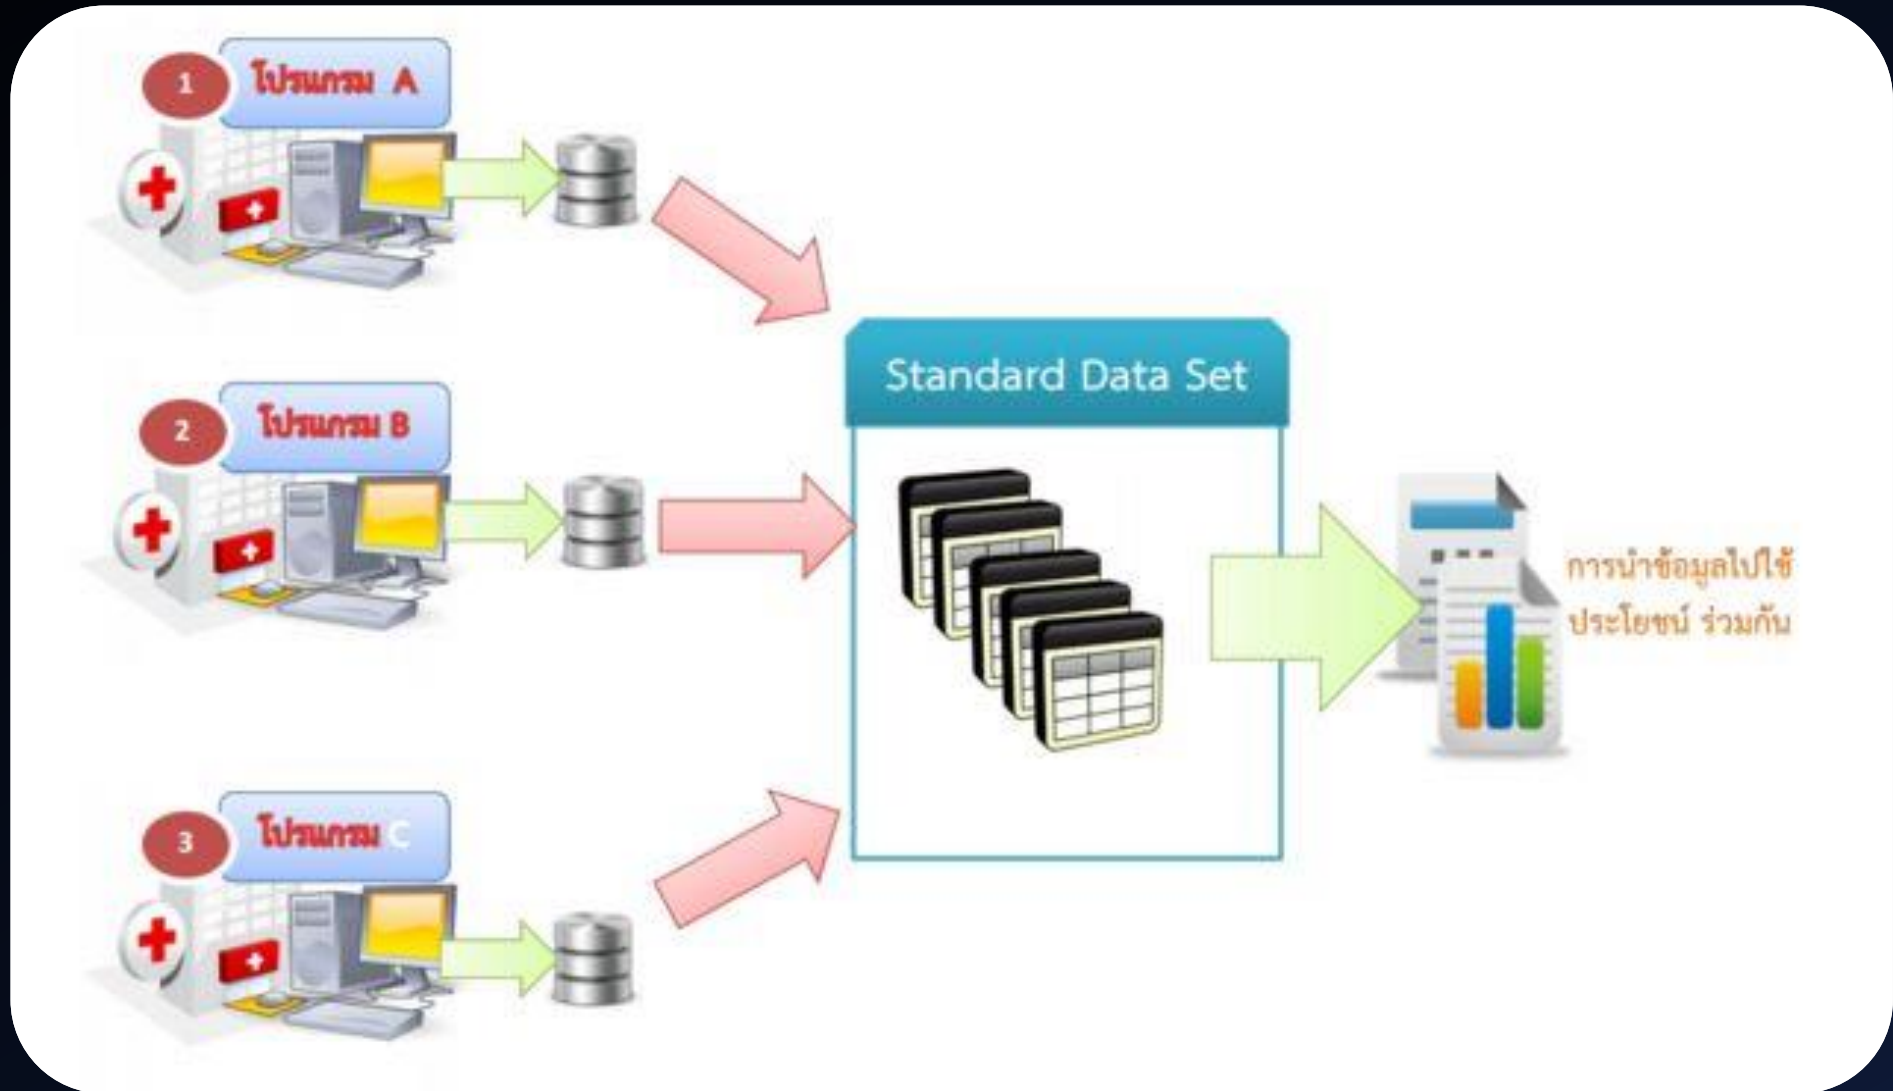 1
โปรแกรม A
2
โปรแกรม B
3
โปรแกรม C
Standard Data Set
การนำข้อมูลไปใช้
ประโยชน์ ร่วมกัน